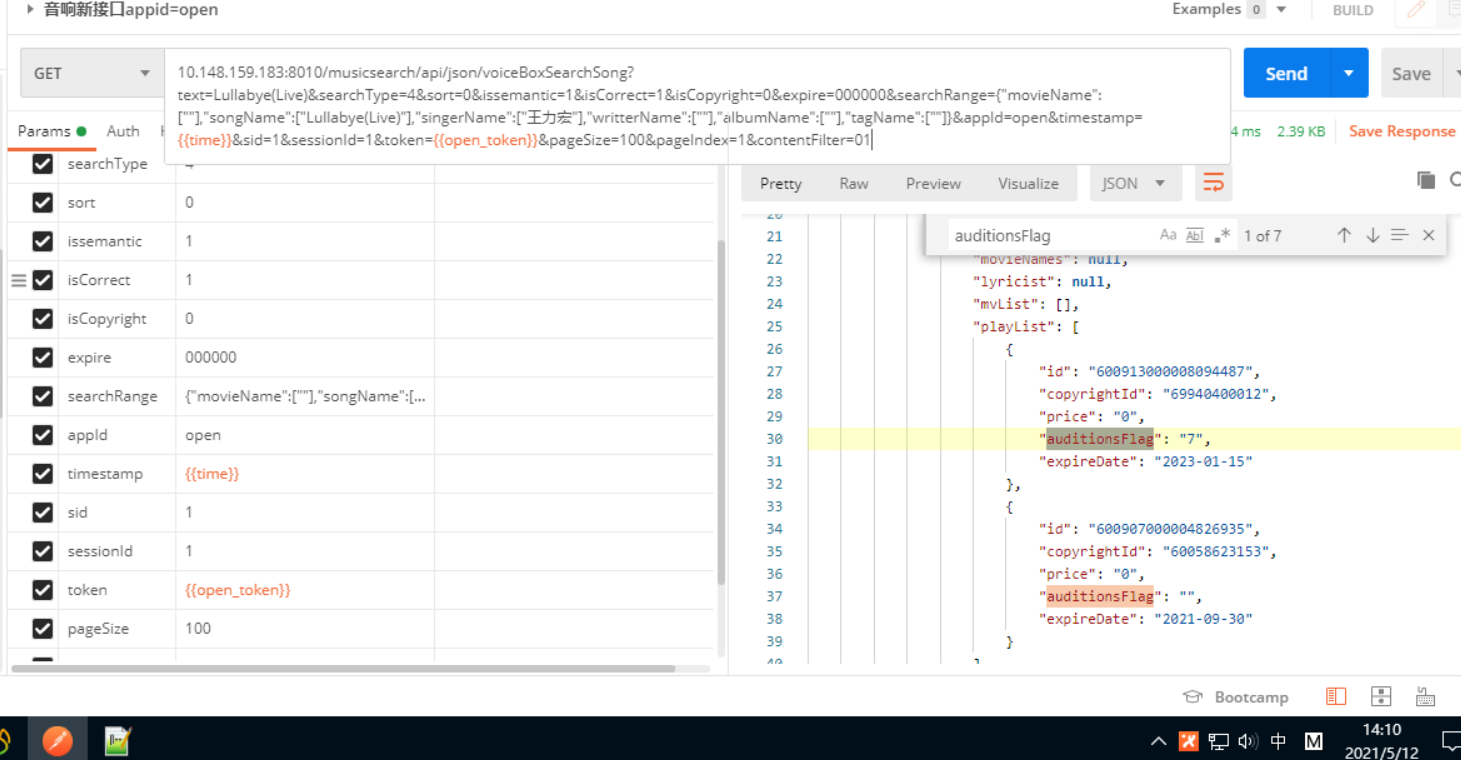 音响新接口appid=open
Examples 0
BUILD
GET
10.148.159.183:8010/musicsearch/api/json/voiceBoxSearchSong?
text=Lullabye(Live)&searchType=4&sort=0&issemantic=1&isCorrect=1&isCopyright=0&expire=000000&searchRange={"movieName":
[""],"songName":["Lullabye(Live)"],"singerName":["王力宏"],"writterName":[""],"albumName":[""],"tagName":[""]}&appId=open&timestamp=
{{time}}&sid=1&sessionId=1&token={{open_token}}&pageSize=100&pageIndex=1&contentFilter=01
Send
Save
Params
Auth
4 ms
2.39 KB
Save Response
searchType
sort 0
issemantic 1
isCorrect 1
isCopyright 0
expire 000000
searchRange {"movieName":[""],"songName":[...
appId open
timestamp {{time}}
sid 1
sessionId 1
token {{open_token}}
pageSize 100
Pretty
Raw
Preview
Visualize
JSON
auditionsFlag
Aa
Abl
.*
1 of 7
20
21
22 "movieNames": null,
23 "lyricist": null,
24 "mvList": [],
25 "playList": [
26 {
27 "id": "600913000008094487",
28 "copyrightId": "69940400012",
29 "price": "0",
30 "auditionsFlag": "7",
31 "expireDate": "2023-01-15"
32 },
33 {
34 "id": "600907000004826935",
35 "copyrightId": "60058623153",
36 "price": "0",
37 "auditionsFlag": "",
38 "expireDate": "2021-09-30"
39 }
40 ]
Bootcamp
中
M
14:10
2021/5/12